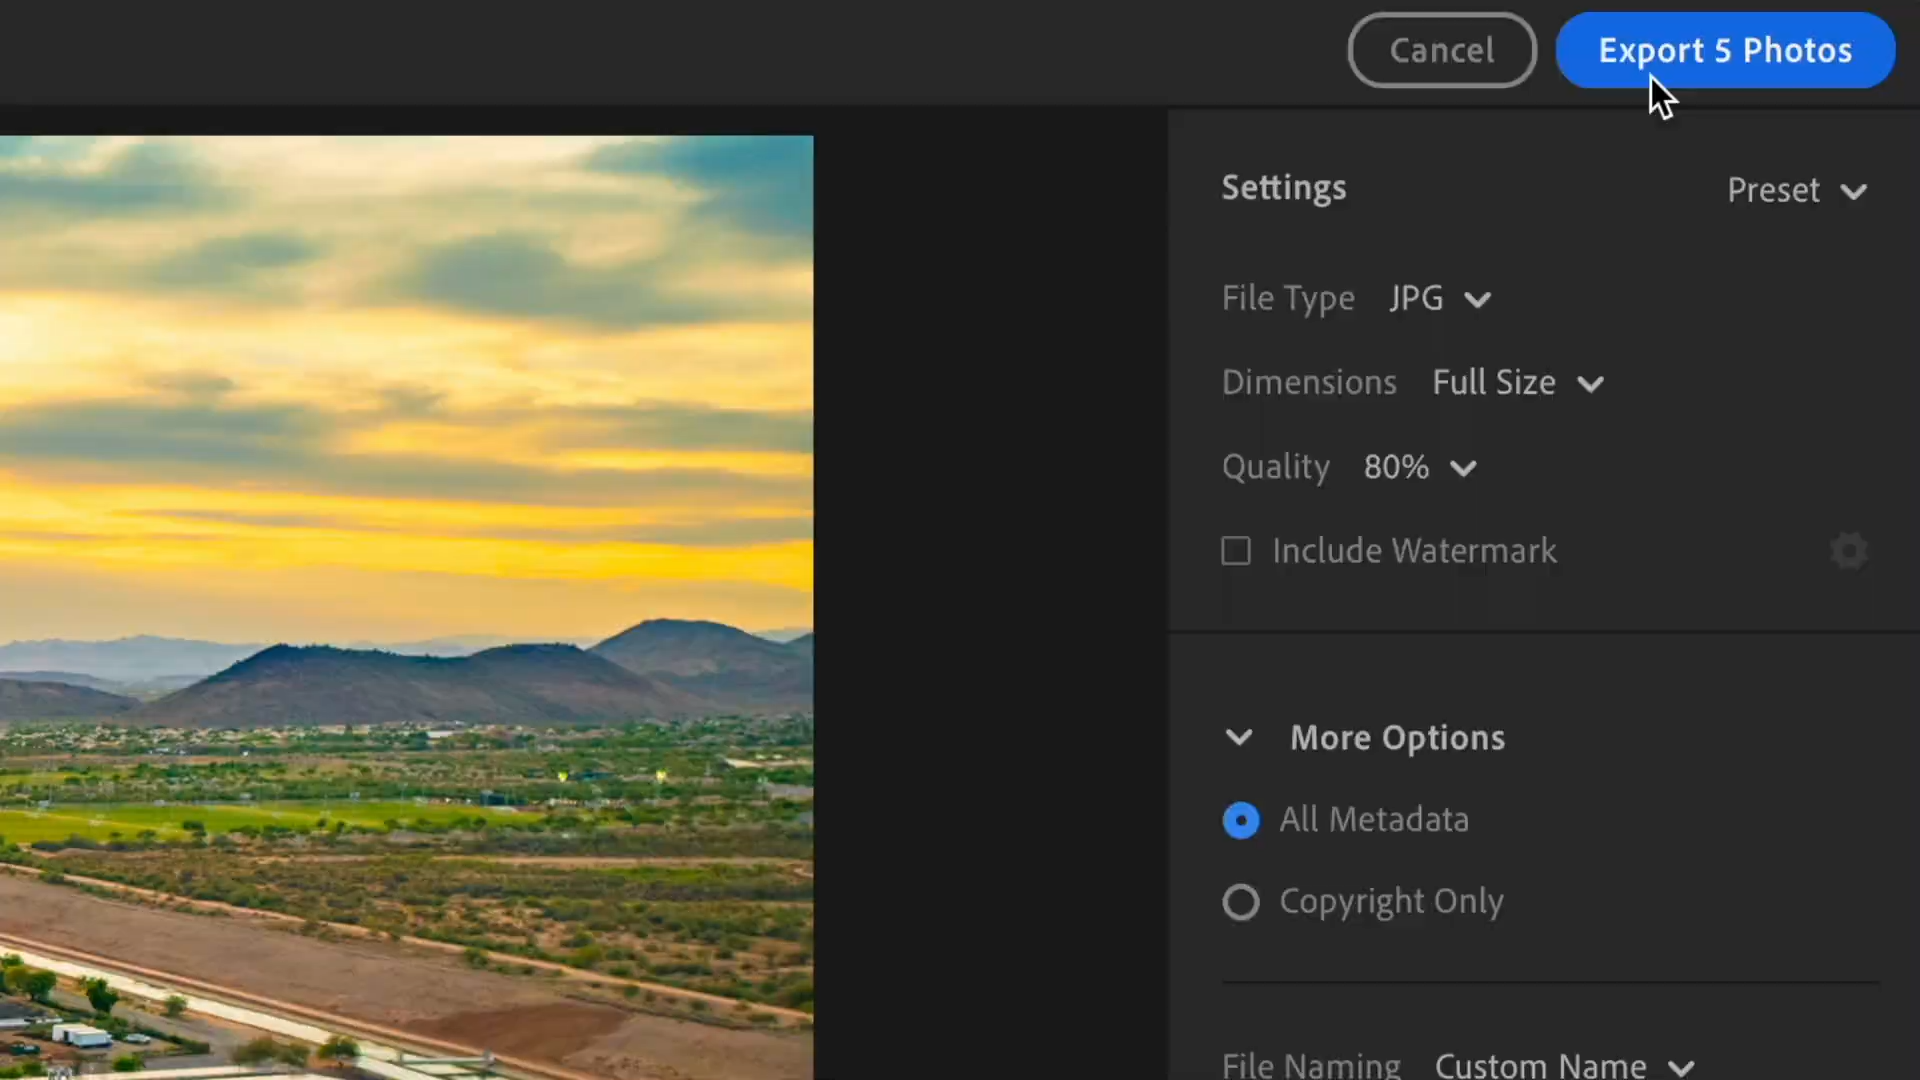 Cancel
Export 5 Photos
Settings
Preset
File Type JPG
Dimensions Full Size
Quality 80%
Include Watermark
More Options
All Metadata
Copyright Only
File Naming Custom Name